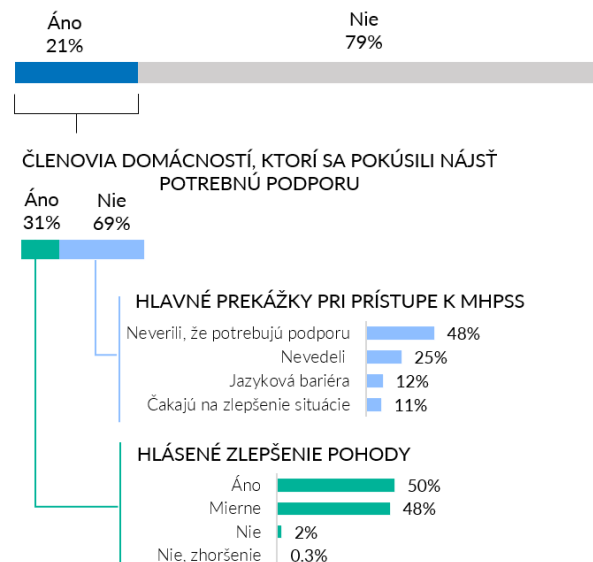 Áno Nie
21% 79%
ČLENOVIA DOMÁCNOSTÍ, KTORÍ SA POKÚSILI NÁJSŤ
POTREBNÚ PODPORU
Áno Nie
31% 69%
HLAVNÉ PREKÁŽKY PRI PRÍSTUPE K MHPSS
Neverili, že potrebujú podporu 48%
Nevedeli 25%
Jazyková bariéra 12%
Čakajú na zlepšenie situácie 11%
HLÁSENÉ ZLEPŠENIE POHODY
Áno 50%
Mierne 48%
Nie 2%
Nie, zhoršenie 0.3%